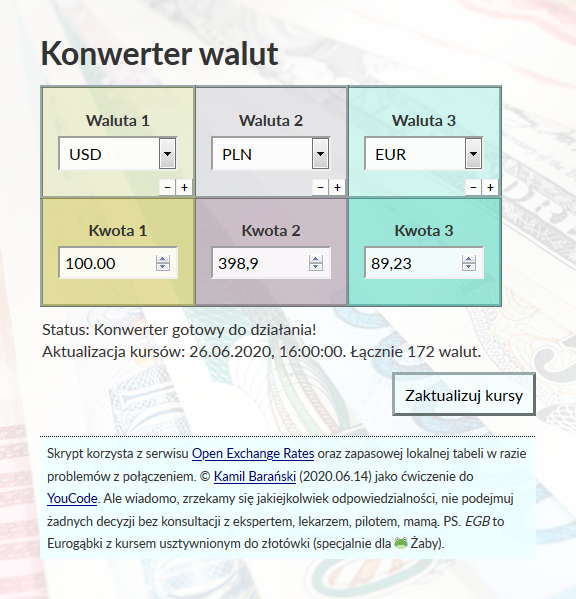 Konwerter walut
Waluta 1 Waluta 2 Waluta 3
USD PLN EUR
− + − + − +
Kwota 1 Kwota 2 Kwota 3
100.00 398,9 89,23
Status: Konwerter gotowy do działania!
Aktualizacja kursów: 26.06.2020, 16:00:00. Łącznie 172 walut.
Zaktualizuj kursy
Skrypt korzysta z serwisu Open Exchange Rates oraz zapasowej lokalnej tabeli w razie
problemów z połączeniem. © Kamil Barański (2020.06.14) jako ćwiczenie do
YouCode. Ale wiadomo, zrzekamy się jakiejkolwiek odpowiedzialności, nie podejmuj
żadnych decyzji bez konsultacji z ekspertem, lekarzem, pilotem, mamą. PS. EGB to
Eurogąbki z kursem usztywnionym do złotówki (specjalnie dla 🐸 Żaby).